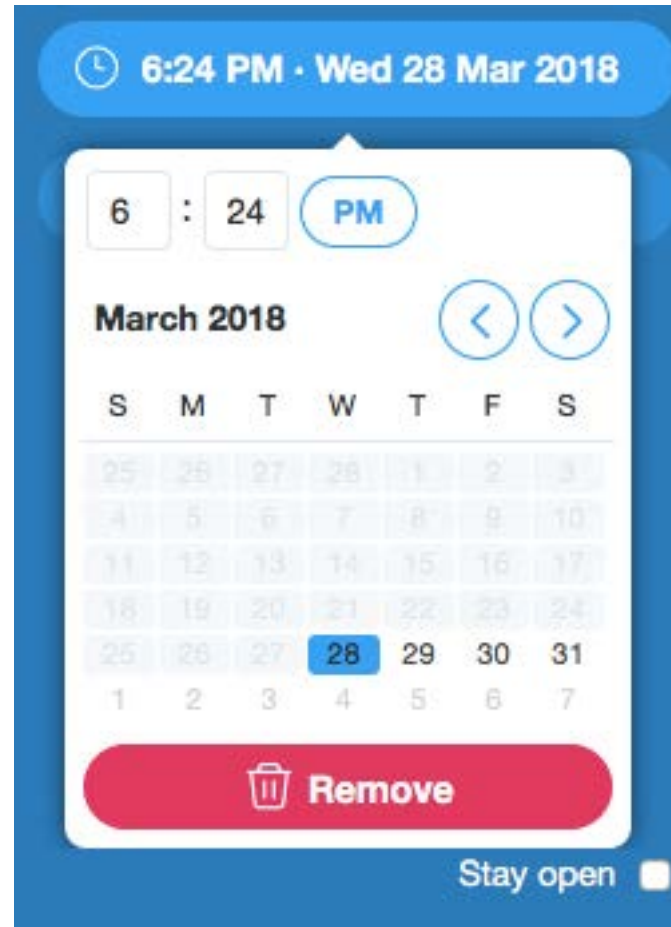 6:24 PM · Wed 28 Mar 2018
6 : 24 PM
March 2018
S M T W T F S
25 26 27 28 1 2 3
4 5 6 7 8 9 10
11 12 13 14 15 16 17
18 19 20 21 22 23 24
25 26 27 28 29 30 31
1 2 3 4 5 6 7
Remove
Stay open